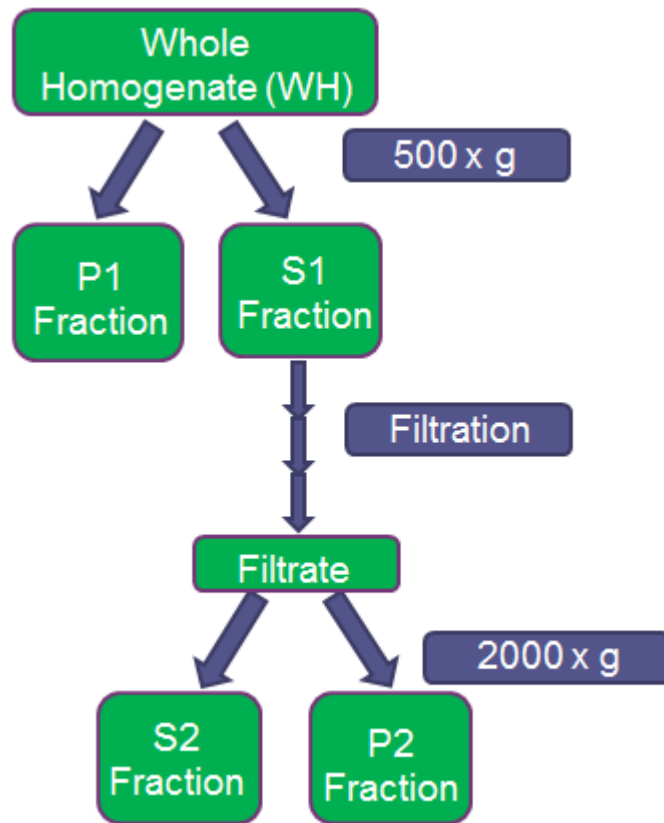 Whole
Homogenate (WH)
500 x g
P1
Fraction
S1
Fraction
Filtration
Filtrate
2000 x g
S2
Fraction
P2
Fraction